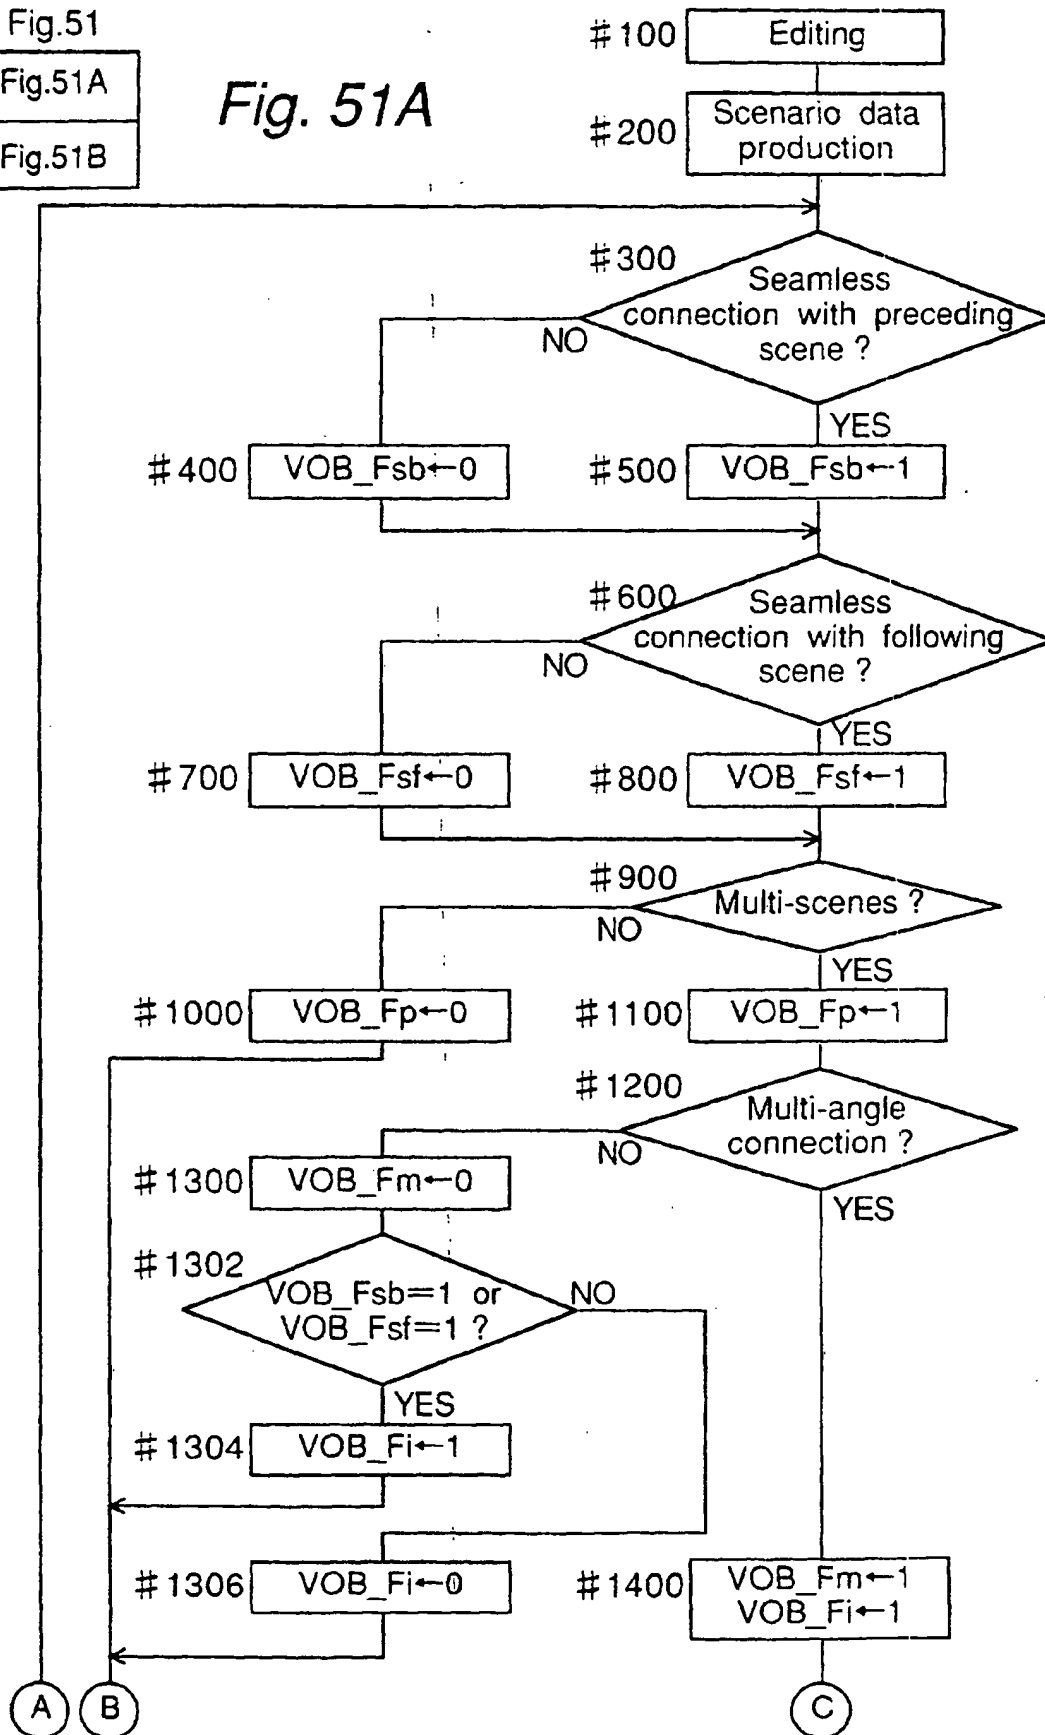 Fig.51
Fig.51A
Fig.51B
Fig. 51A
#100
Editing
#200
Scenario data
production
#300
Seamless
connection with preceding
scene ?
NO
YES
#400
VOB_Fsb←0
#500
VOB_Fsb←1
#600
Seamless
connection with following
scene ?
NO
YES
#700
VOB_Fsf←0
#800
VOB_Fsf←1
#900
Multi-scenes ?
NO
YES
#1000
VOB_Fp←0
#1100
VOB_Fp←1
#1200
Multi-angle
connection ?
NO
YES
#1300
VOB_Fm←0
#1302
VOB_Fsb=1 or
VOB_Fsf=1 ?
NO
YES
#1304
VOB_Fi←1
#1306
VOB_Fi←0
#1400
VOB_Fm←1
VOB_Fi←1
A
B
C